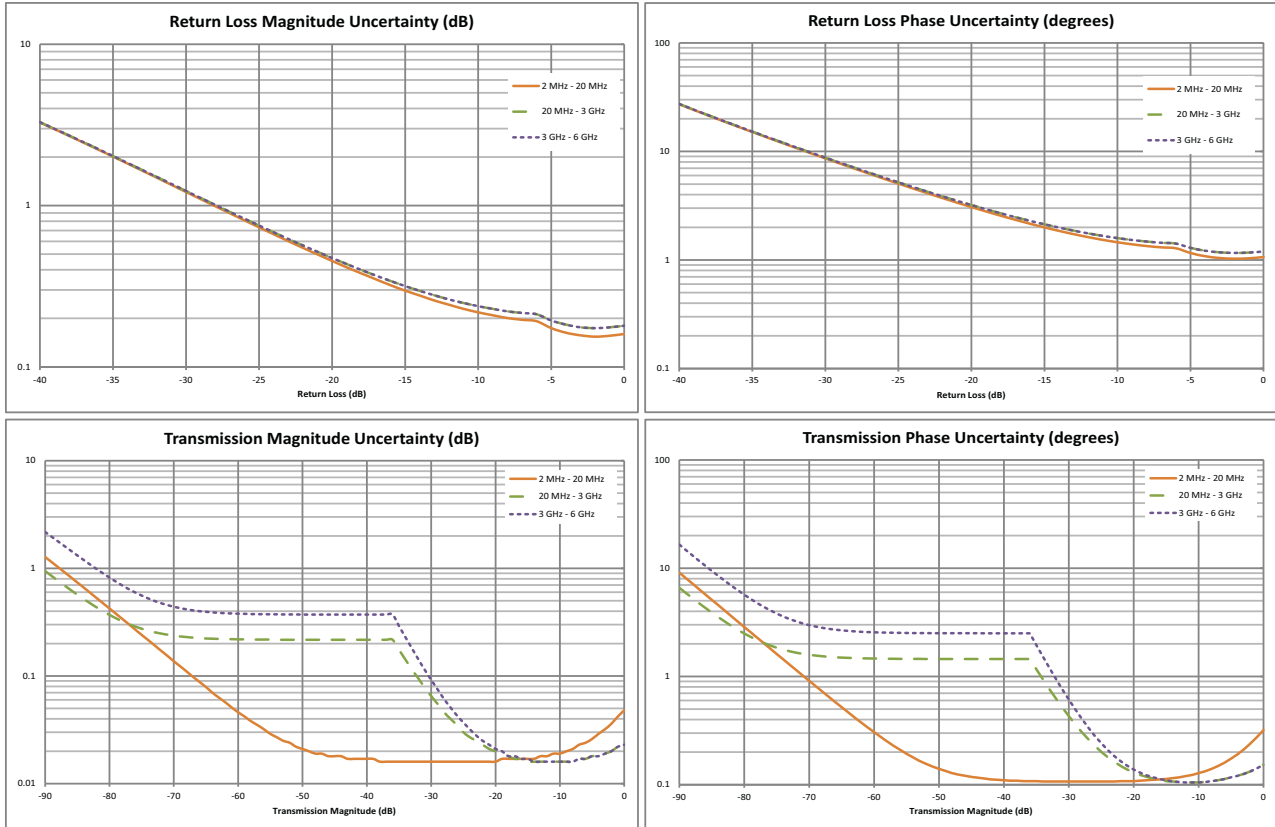 Return Loss Magnitude Uncertainty (dB)
10
1
0.1
2 MHz - 20 MHz
20 MHz - 3 GHz
3 GHz - 6 GHz
-40 -35 -30 -25 -20 -15 -10 -5 0
Return Loss (dB)
Return Loss Phase Uncertainty (degrees)
100
10
1
0.1
2 MHz - 20 MHz
20 MHz - 3 GHz
3 GHz - 6 GHz
-40 -35 -30 -25 -20 -15 -10 -5 0
Return Loss (dB)
Transmission Magnitude Uncertainty (dB)
10
1
0.1
0.01
2 MHz - 20 MHz
20 MHz - 3 GHz
3 GHz - 6 GHz
-90 -80 -70 -60 -50 -40 -30 -20 -10 0
Transmission Magnitude (dB)
Transmission Phase Uncertainty (degrees)
100
10
1
0.1
2 MHz - 20 MHz
20 MHz - 3 GHz
3 GHz - 6 GHz
-90 -80 -70 -60 -50 -40 -30 -20 -10 0
Transmission Magnitude (dB)